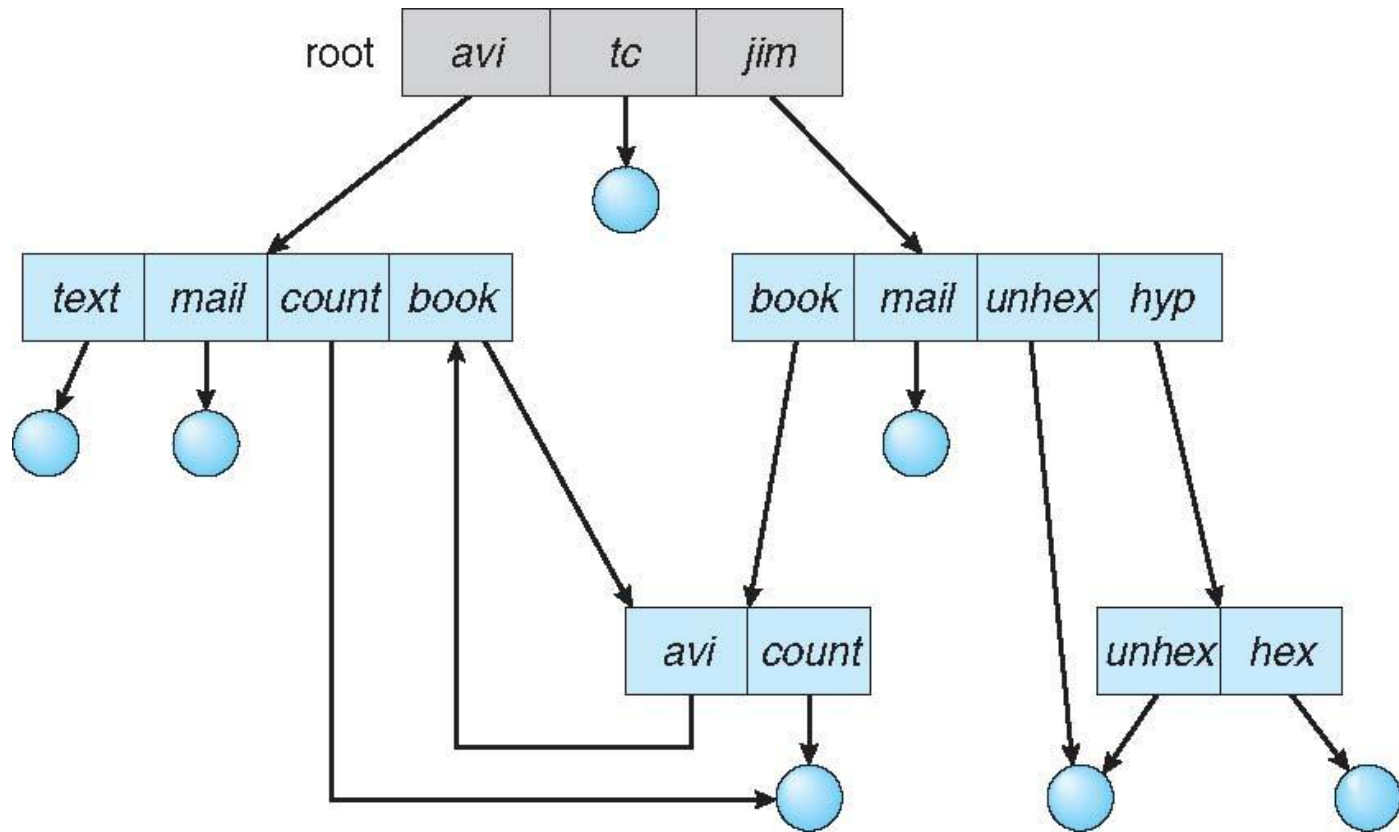 root avi tc jim
text mail count book
book mail unhex hyp
avi count
unhex hex